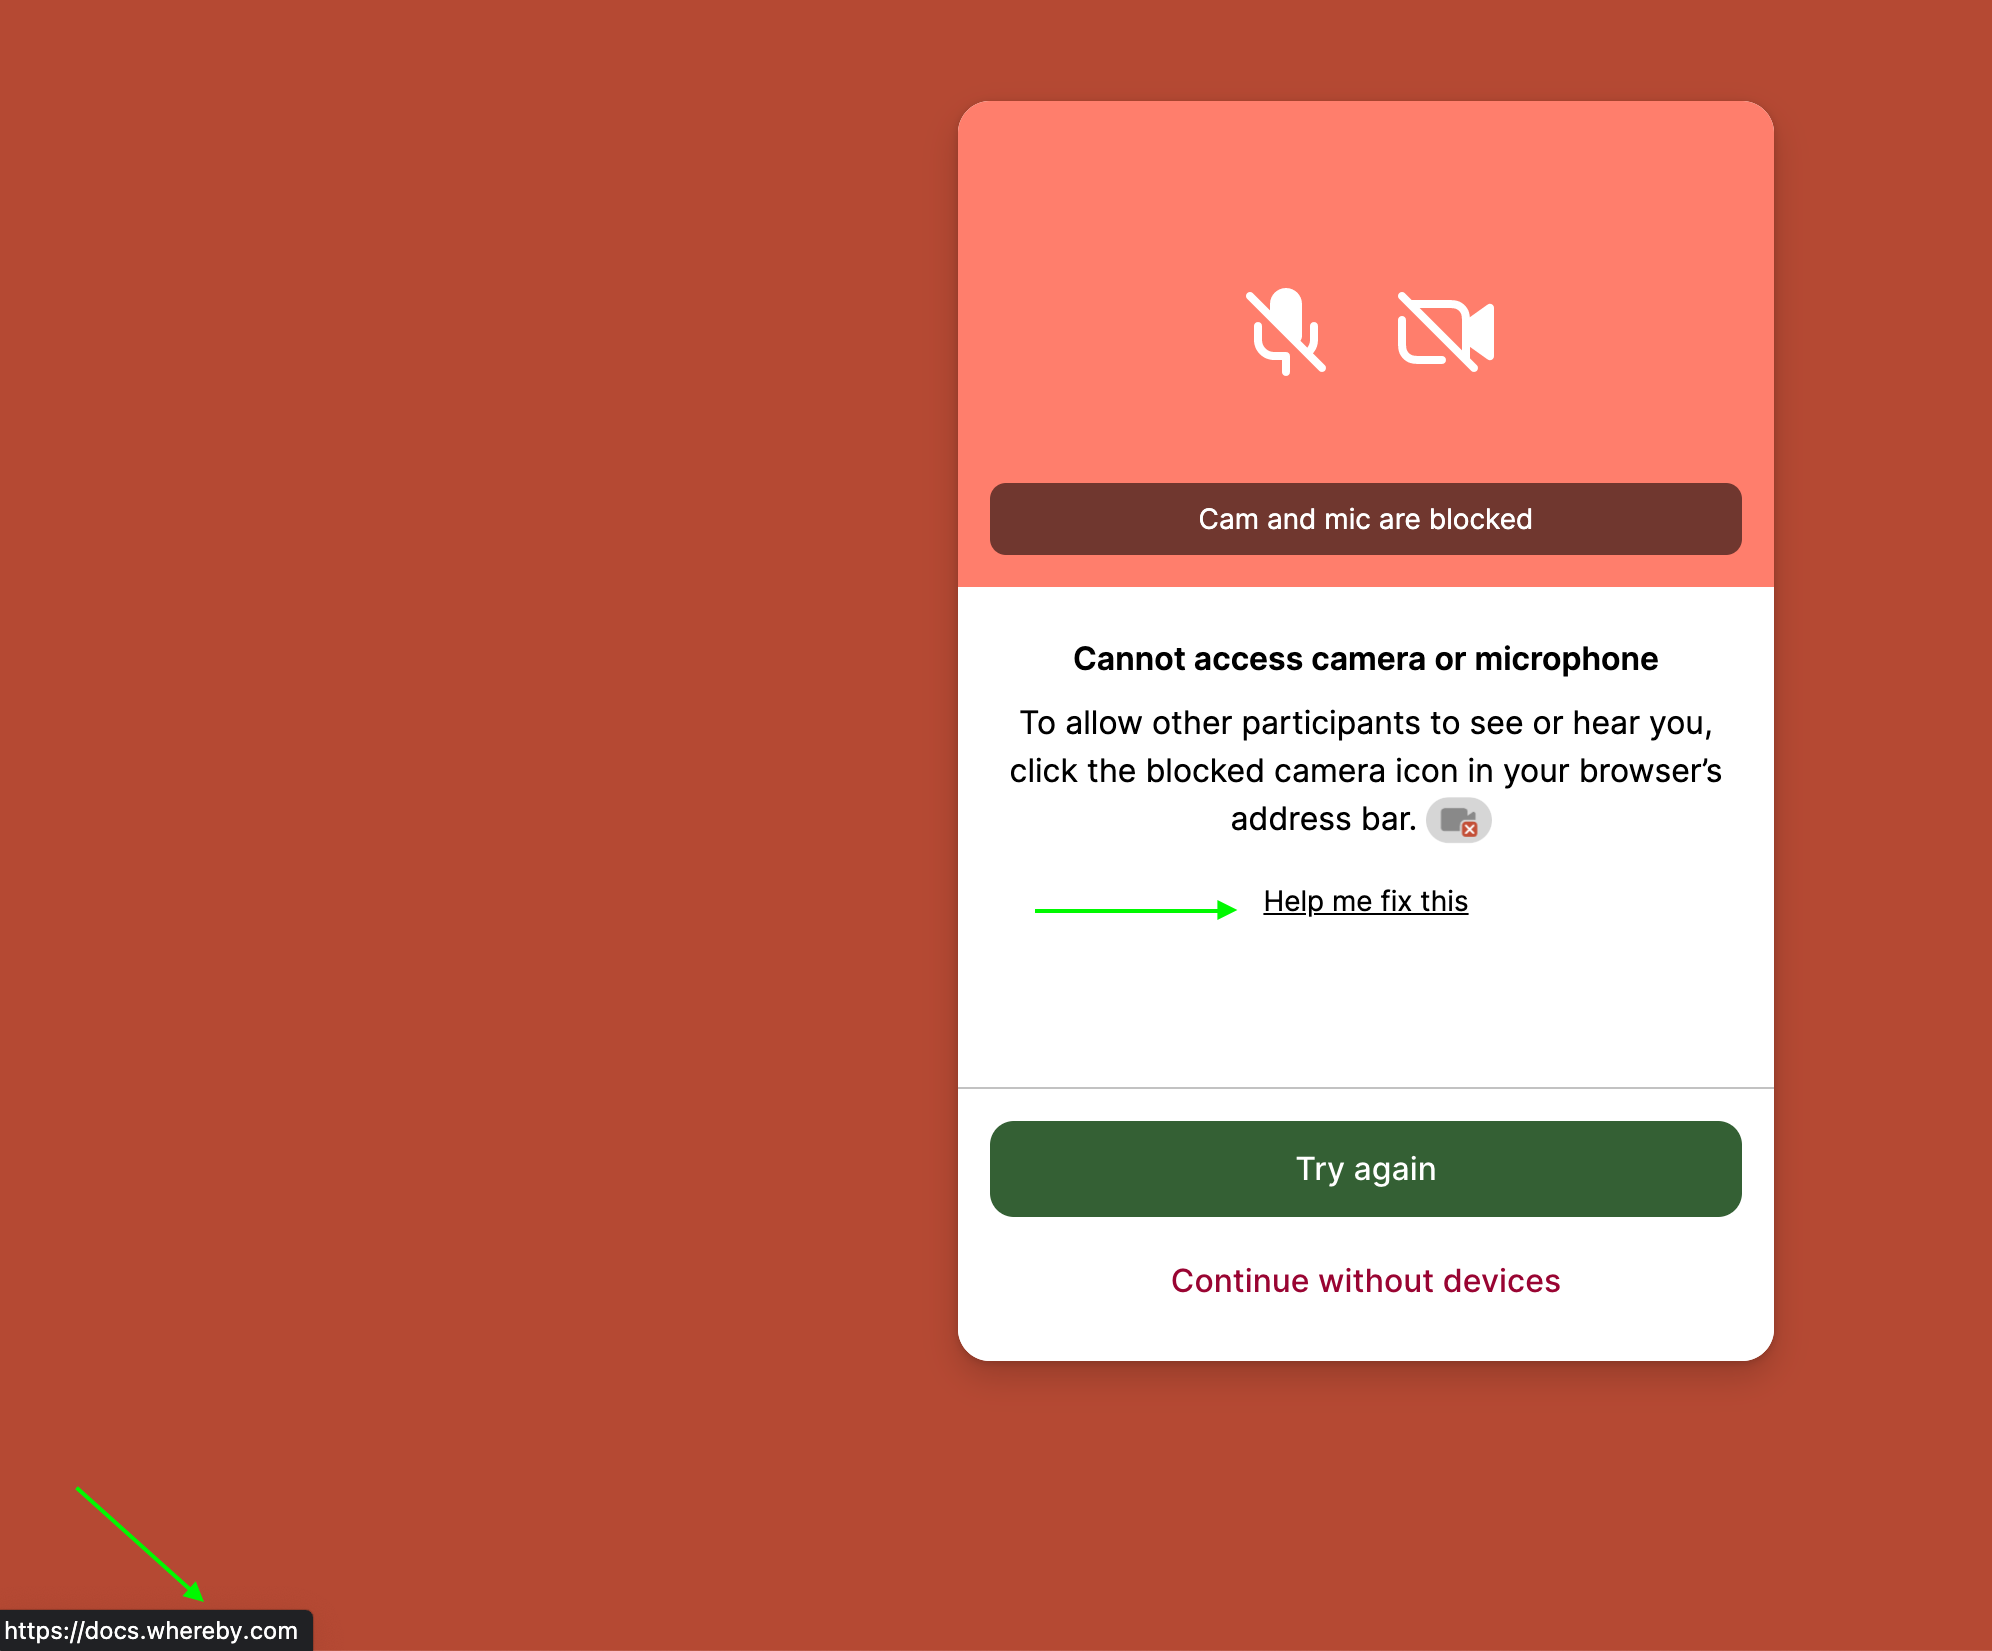 Cam and mic are blocked
Cannot access camera or microphone
To allow other participants to see or hear you,
click the blocked camera icon in your browser’s
address bar.
Help me fix this
Try again
Continue without devices
https://docs.whereby.com